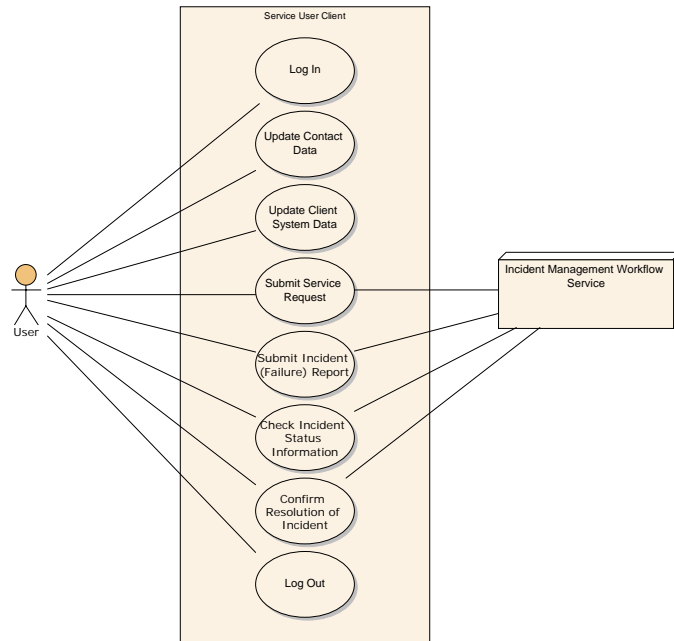 Service User Client
Log In
Update Contact
Data
Update Client
System Data
Submit Service
Request
Submit Incident
(Failure) Report
Check Incident
Status
Information
Confirm
Resolution of
Incident
Log Out
User
Incident Management Workflow
Service